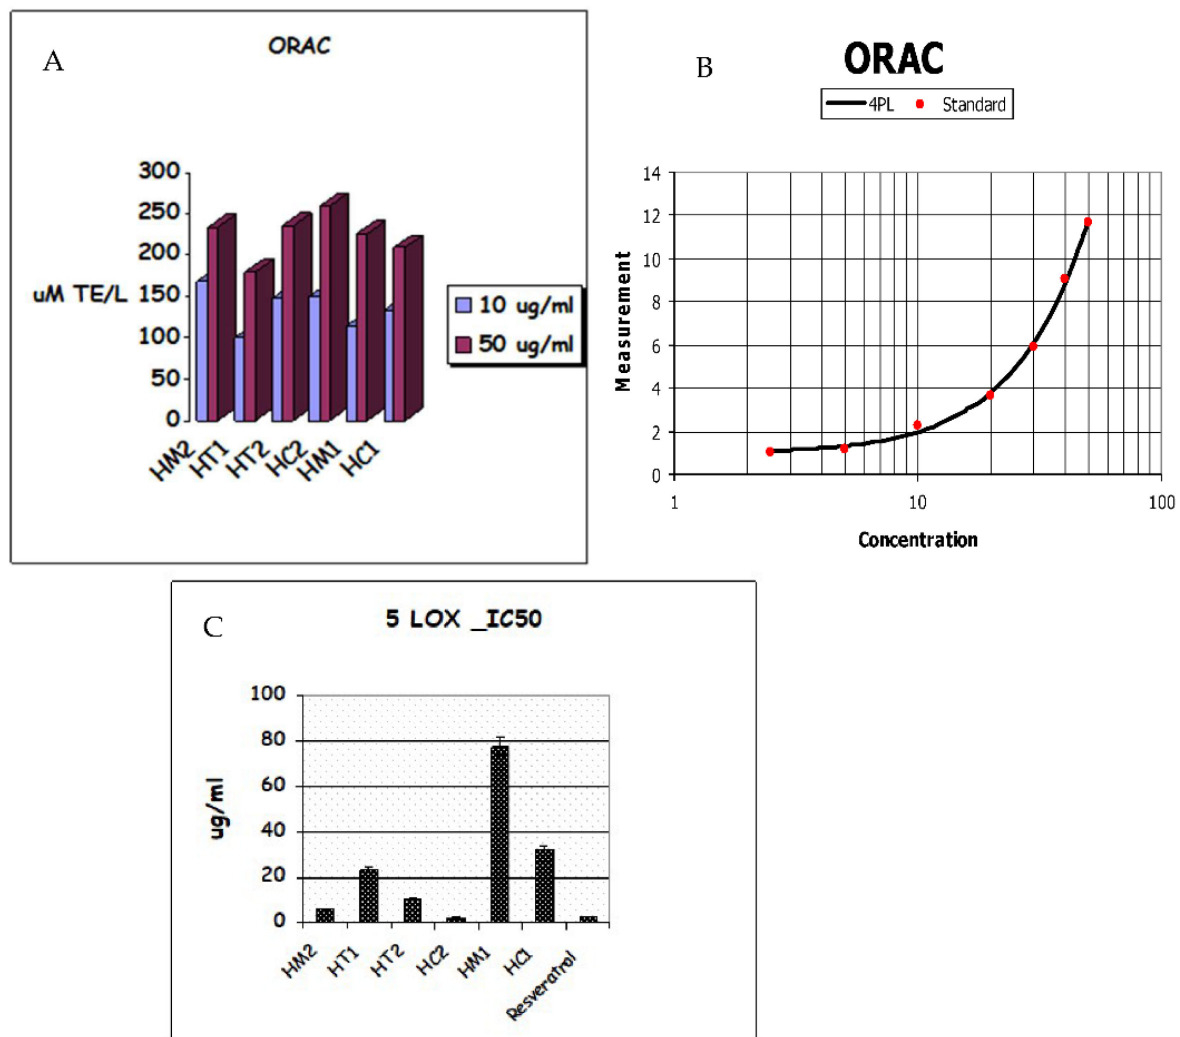 A
ORAC
300
250
200
150
100
50
0
uM TE/L
HM2
HT1
HT2
HC2
HM1
HC1
10 ug/ml
50 ug/ml
B
ORAC
4PL
Standard
14
12
10
8
6
4
2
0
Measurement
1
10
100
Concentration
C
5 LOX _IC50
100
80
60
40
20
0
ug/ml
HM2
HT1
HT2
HC2
HM1
HC1
Resveratrol